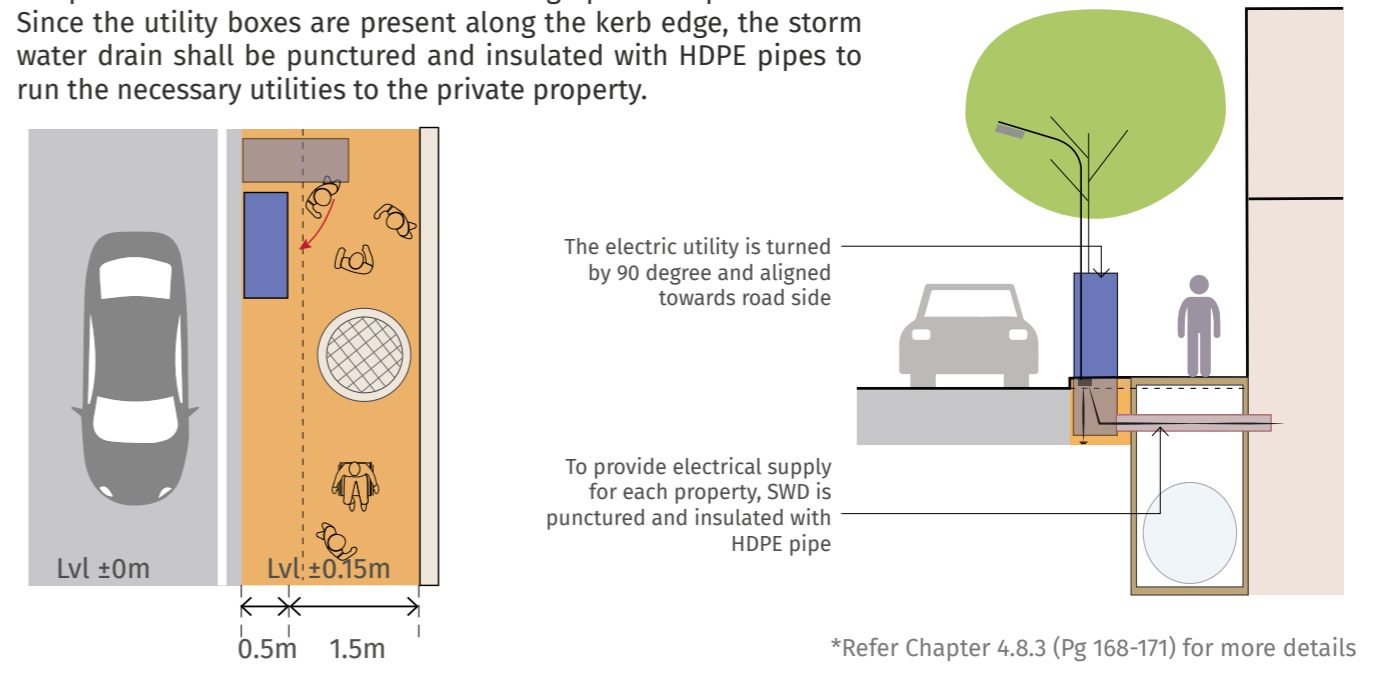 Since the utility boxes are present along the kerb edge, the storm
water drain shall be punctured and insulated with HDPE pipes to
run the necessary utilities to the private property.
The electric utility is turned
by 90 degree and aligned
towards road side
To provide electrical supply
for each property, SWD is
punctured and insulated with
HDPE pipe
Lvl ±0m
Lvl ±0.15m
0.5m
1.5m
*Refer Chapter 4.8.3 (Pg 168-171) for more details